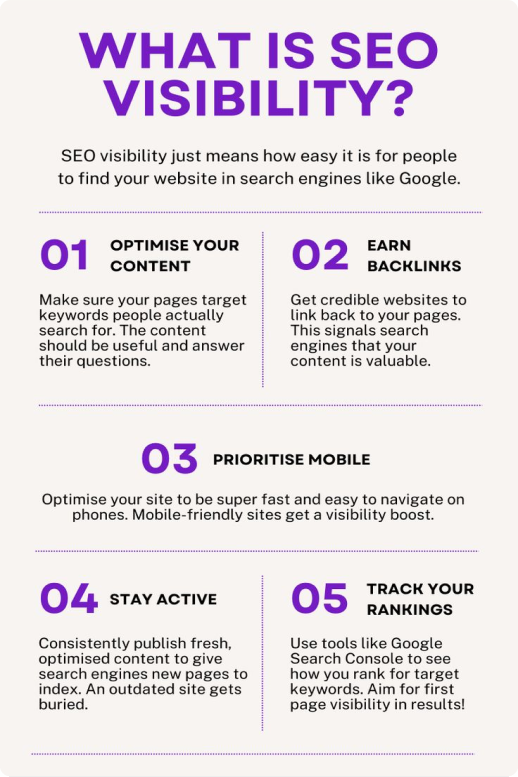 WHAT IS SEO
VISIBILITY?
SEO visibility just means how easy it is for people
to find your website in search engines like Google.
01
OPTIMISE YOUR
CONTENT
Make sure your pages target
keywords people actually
search for. The content
should be useful and answer
their questions.
02
EARN
BACKLINKS
Get credible websites to
link back to your pages.
This signals search
engines that your
content is valuable.
03 PRIORITISE MOBILE
Optimise your site to be super fast and easy to navigate on
phones. Mobile-friendly sites get a visibility boost.
04 STAY ACTIVE
Consistently publish fresh,
optimised content to give
search engines new pages to
index. An outdated site gets
buried.
05
TRACK YOUR
RANKINGS
Use tools like Google
Search Console to see
how you rank for target
keywords. Aim for first
page visibility in results!